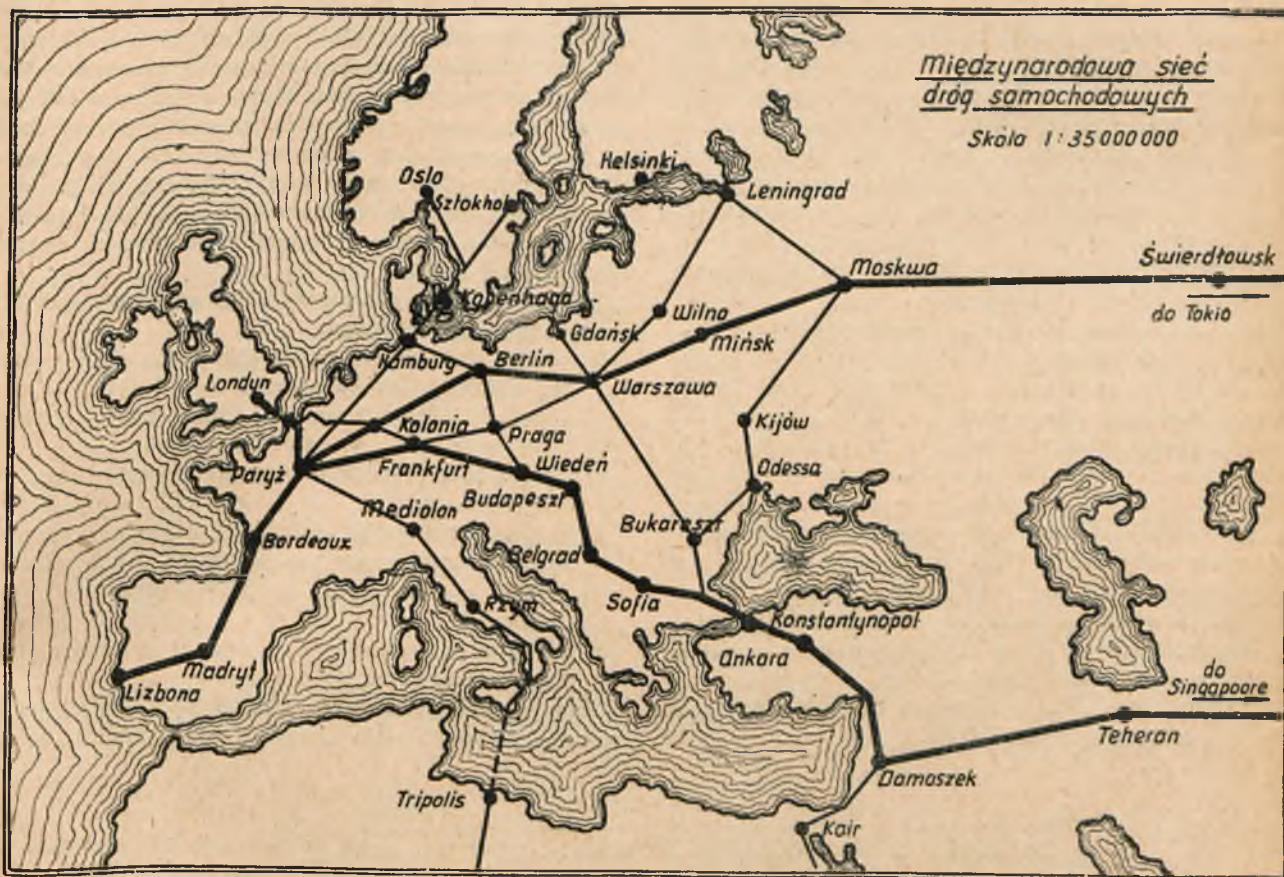 Międzynarodowa sieć
dróg samochodowych
Skala 1:35000000
Helsinki
Oslo
Sztokhol
Leningrad
Świerdłowsk
Moskwa
do Tokio
Kopenhaga
Gdańsk
Wilno
Mińsk
Hamburg
Berlin
Warszawa
Londyn
Kolonia
Praga
Kijów
Paryż
Frankfurt
Wiedeń
Odessa
Budapeszt
Mediolan
Bukareszt
Bordeaux
Belgrad
Sofia
Rzym
Konstantynopol
Ankara
Madryt
Lizbona
do
Singapoore
Teheran
Damaszek
Tripolis
Kair